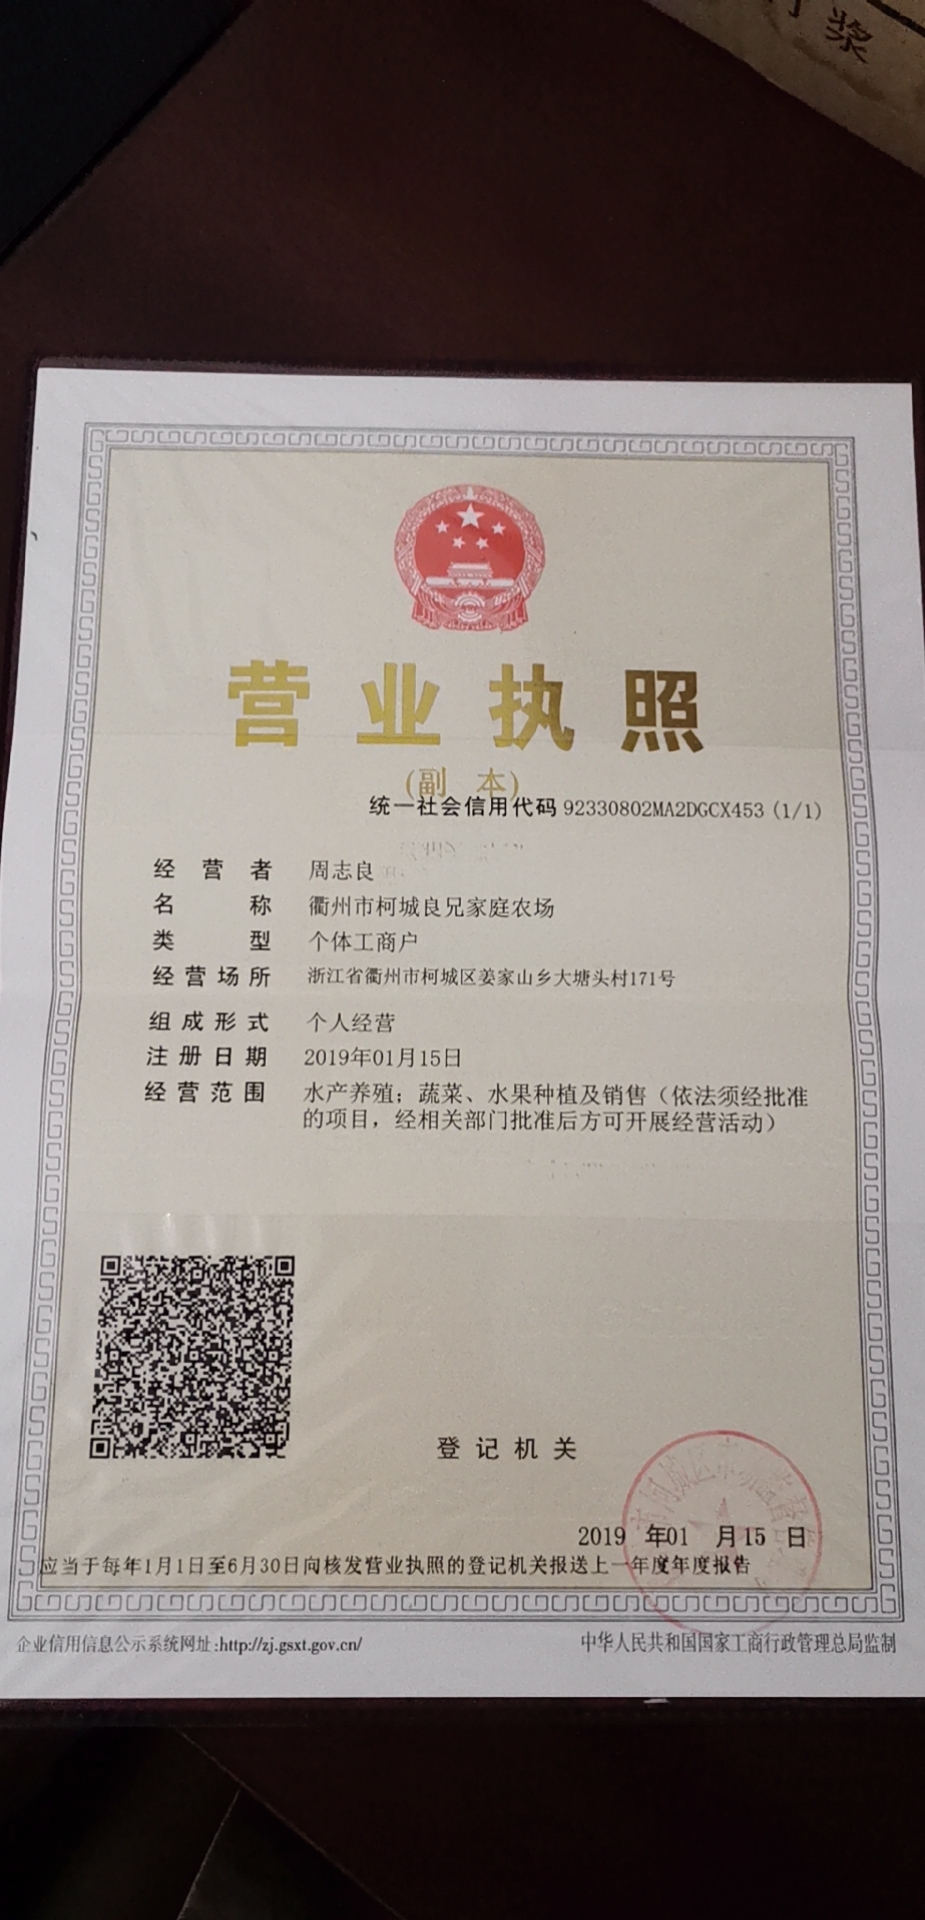 浆
营业执照
(副 本)
统一社会信用代码 92330802MA2DGCX453 (1/1)
经营者 周志良
名称 衢州市柯城良兄家庭农场
类型 个体工商户
经营场所 浙江省衢州市柯城区姜家山乡大塘头村171号
组成形式 个人经营
注册日期 2019年01月15日
经营范围 水产养殖；蔬菜、水果种植及销售（依法须经批准
的项目，经相关部门批准后方可开展经营活动）
登记机关
2019 年01 月15 日
应当于每年1月1日至6月30日向核发营业执照的登记机关报送上一年度年度报告
企业信用信息公示系统网址:http://zj.gsxt.gov.cn/
中华人民共和国国家工商行政管理总局监制